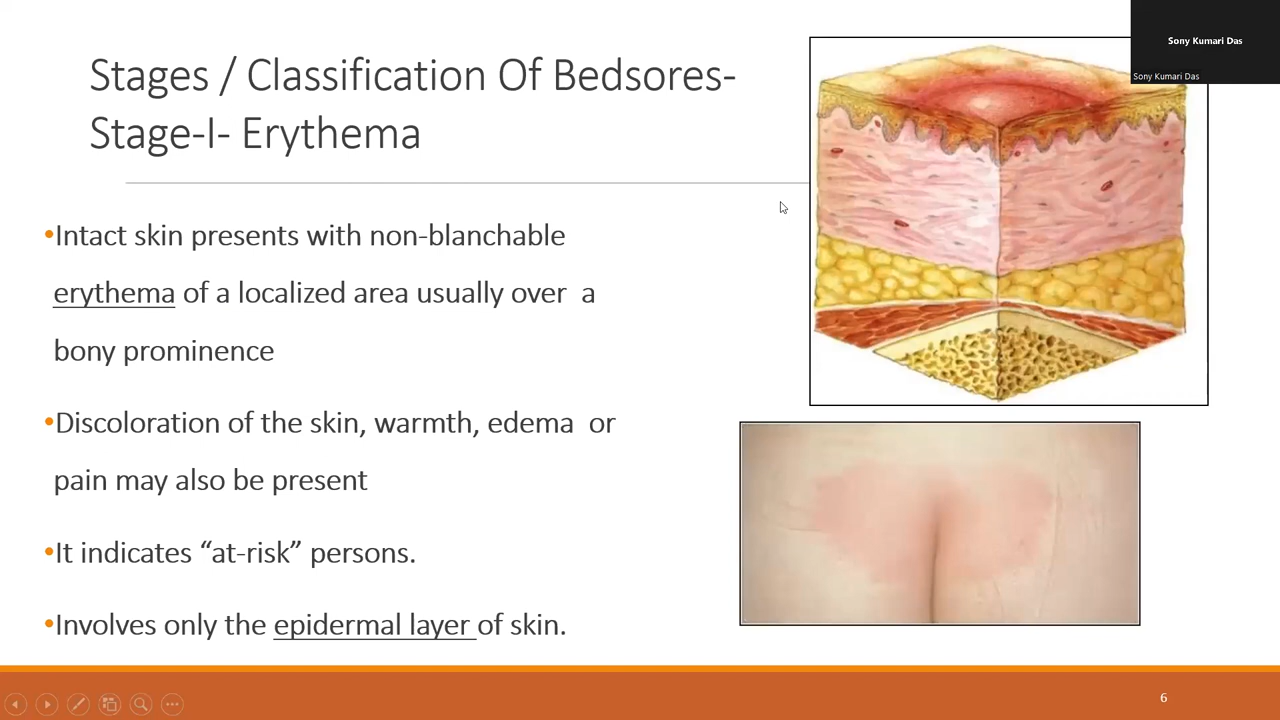 Stages / Classification Of Bedsores-
Stage-I- Erythema
•Intact skin presents with non-blanchable
erythema of a localized area usually over a
bony prominence
•Discoloration of the skin, warmth, edema or
pain may also be present
•It indicates “at-risk” persons.
•Involves only the epidermal layer of skin.
Sony Kumari Das
Sony Kumari Das
6